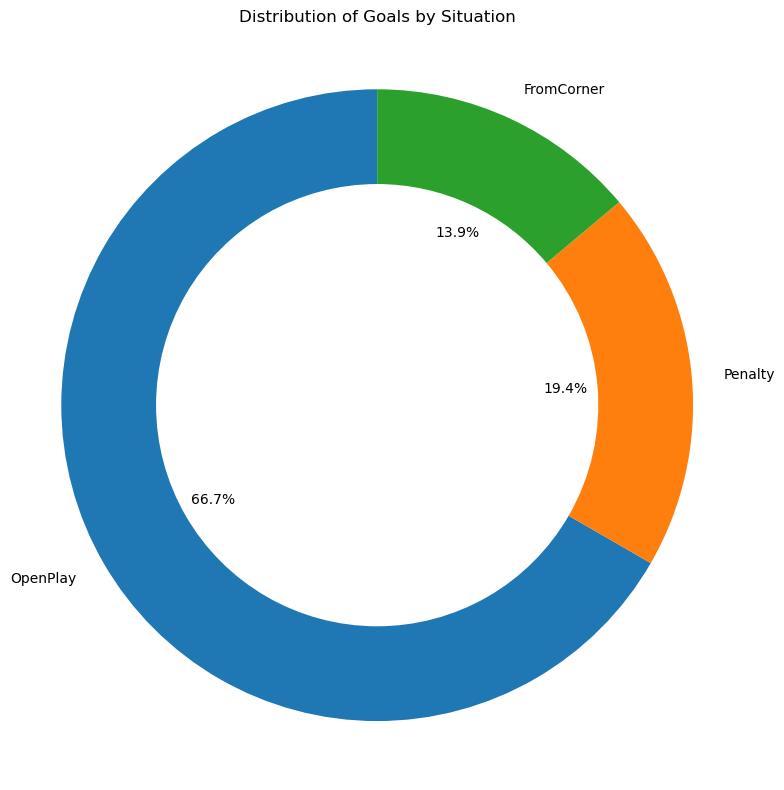 Distribution of Goals by Situation
FromCorner
13.9%
Penalty
19.4%
66.7%
OpenPlay